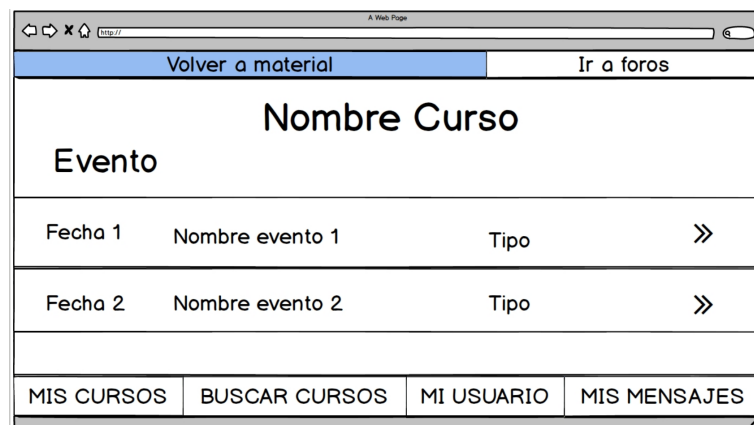 A Web Page
http://
Volver a material Ir a foros
Nombre Curso
Evento
Fecha 1 Nombre evento 1 Tipo
Fecha 2 Nombre evento 2 Tipo
MIS CURSOS BUSCAR CURSOS MI USUARIO MIS MENSAJES